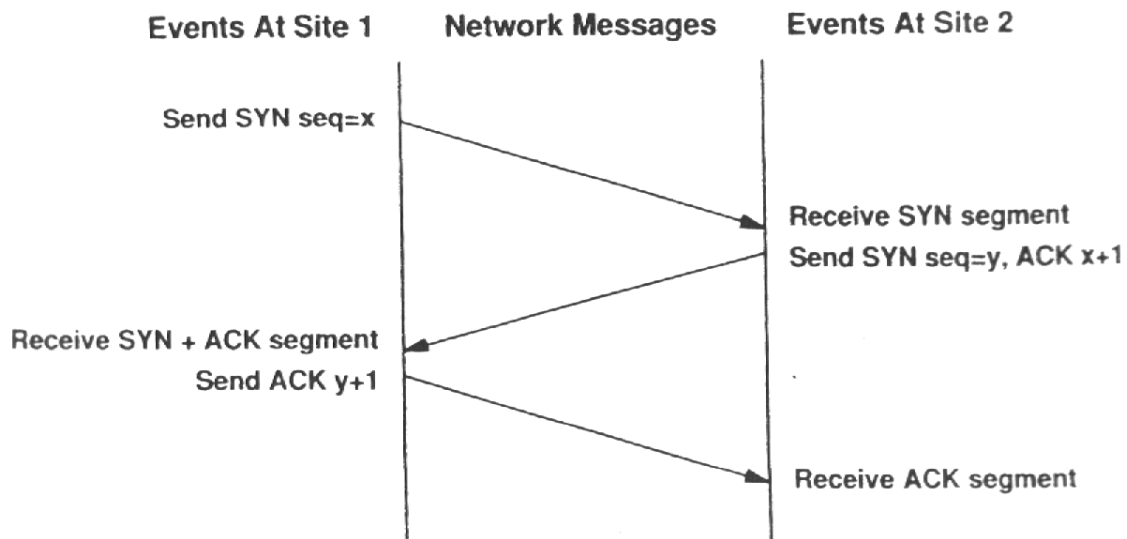 Events At Site 1
Network Messages
Events At Site 2
Send SYN seq=x
Receive SYN segment
Send SYN seq=y, ACK x+1
Receive SYN + ACK segment
Send ACK y+1
Receive ACK segment